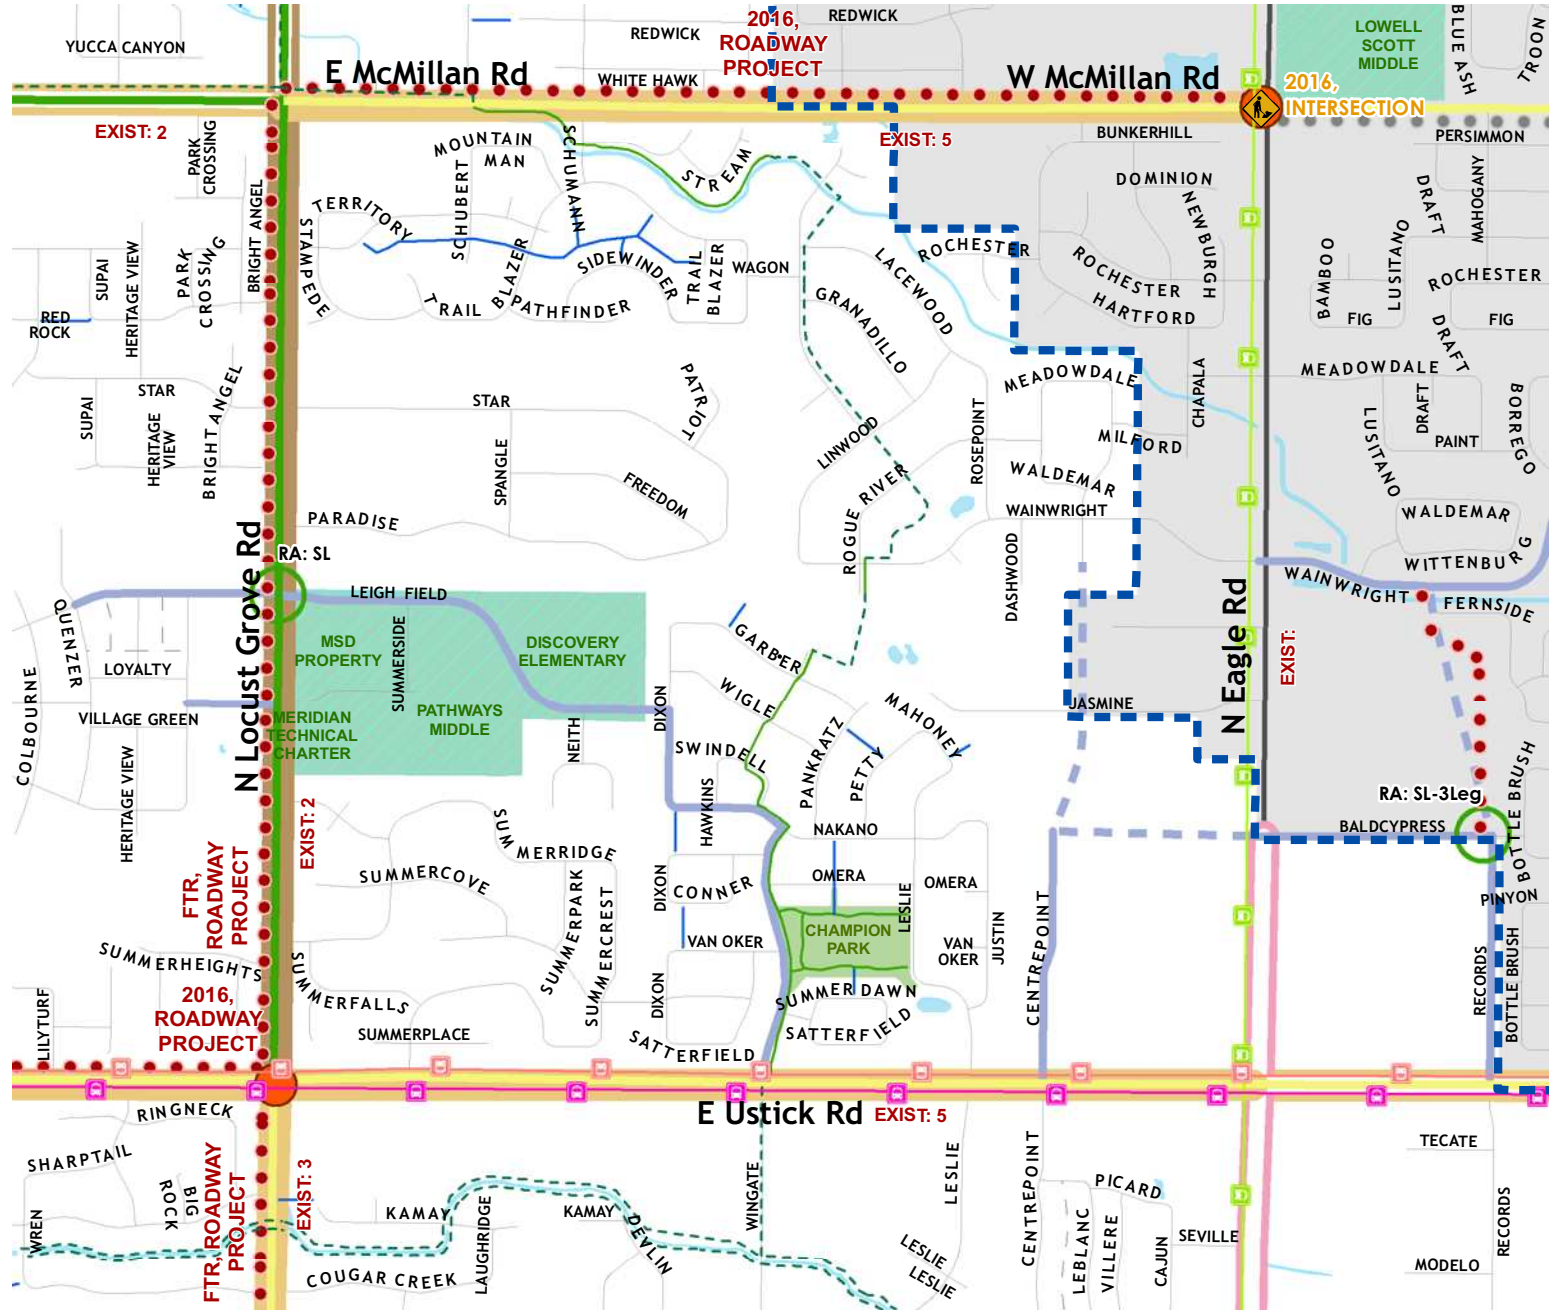 YUCCA CANYON
REDWICK
REDWICK
2016,
ROADWAY
PROJECT
LOWELL
SCOTT
MIDDLE
BLUE ASH
TROON
E McMillan Rd
WHITE HAWK
W McMillan Rd
2016,
INTERSECTION
EXIST: 2
EXIST: 5
BUNKERHILL
PERSIMMON
PARK
CROSSING
MOUNTAIN
MAN
SCHUBERT
SCHUMANN
STREAM
DOMINION
NEWBURGH
DRAFT
MAHOGANY
BRIGHT ANGEL
STAMPEDE
TERRITORY
SUPAI
HERITAGE VIEW
PARK
CROSSING
TRAIL
BLAZER
PATHFINDER
SIDEWINDER
TRAIL
BLAZER
WAGON
LACEWOOD
ROCHESTER
ROCHESTER
HARTFORD
BAMBOO
LUSITANO
ROCHESTER
RED
ROCK
GRANADILLO
FIG
DRAFT
FIG
STAR
SUPAI
HERITAGE
VIEW
BRIGHT ANGEL
STAR
PATRIOT
MEADOWDALE
CHAPALA
MEADOWDALE
DRAFT
BORREGO
SPANGLE
FREEDOM
LINWOOD
ROSEPOINT
MILFORD
LUSITANO
PAINT
PARADISE
ROGUE RIVER
WALDEMAR
WAINWRIGHT
WALDEMAR
WITTENBURG
N Locust Grove Rd
RA: SL
LEIGH FIELD
DASHWOOD
N Eagle Rd
EXIST:
WAINWRIGHT
FERNSIDE
QUENZER
COLBOURNE
LOYALTY
VILLAGE GREEN
HERITAGE VIEW
MSD
PROPERTY
SUMMERSIDE
DISCOVERY
ELEMENTARY
MERIDIAN
TECHNICAL
CHARTER
PATHWAYS
MIDDLE
NEITH
DIXON
GARBER
WIGLE
SWINDELL
PANKRATZ
PETTY
MAHONEY
JASMINE
HAWKINS
NAKANO
RA: SL-3Leg
BALDCYPRESS
BOTTLE BRUSH
EXIST: 2
FTR,
ROADWAY
PROJECT
SUMMERRIDGE
SUMMERCOVE
SUMMERPARK
SUMMERCREST
DIXON
CONNER
OMERA
OMERA
LESLIE
PINYON
CHAMPION
PARK
VAN OKER
VAN
OKER
JUSTIN
CENTREPOINT
CENTREPOINT
RECORDS
BOTTLE BRUSH
SUMMERHEIGHTS
SUMMERFALLS
2016,
ROADWAY
PROJECT
LILYTURF
SUMMERPLACE
DIXON
SATTERFIELD
SUMMER DAWN
SATTERFIELD
E Ustick Rd
EXIST: 5
RINGNECK
SHARPTAIL
BIG
ROCK
WREN
FTR, ROADWAY
PROJECT
EXIST: 3
KAMAY
LAUGHRIDGE
COUGAR CREEK
KAMAY
DEVLIN
WINGATE
LESLIE
LESLIE
LESLIE
CENTREPOINT
LEBLANC
VILLERE
PICARD
CAJUN
SEVILLE
TECATE
RECORDS
MODELO